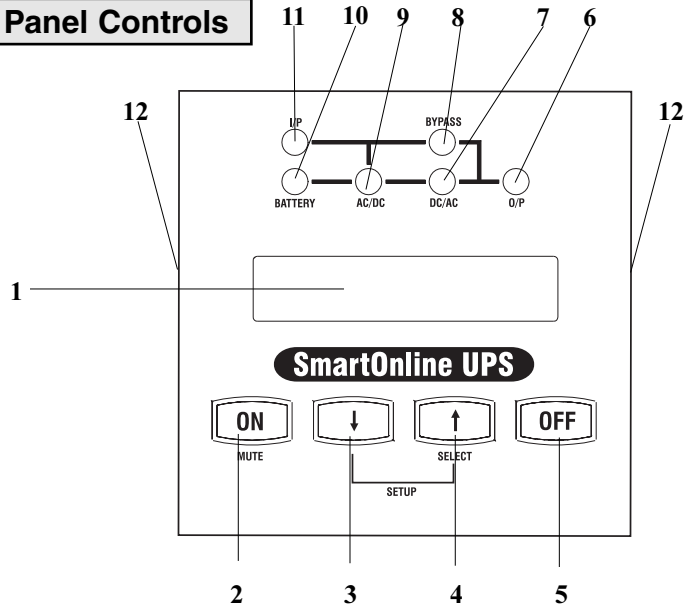 Panel Controls
11 10 9 8 7 6
12 12
I/P BYPASS
BATTERY AC/DC DC/AC O/P
1
SmartOnline UPS
ON ↓ ↑ OFF
MUTE SELECT
SETUP
2 3 4 5